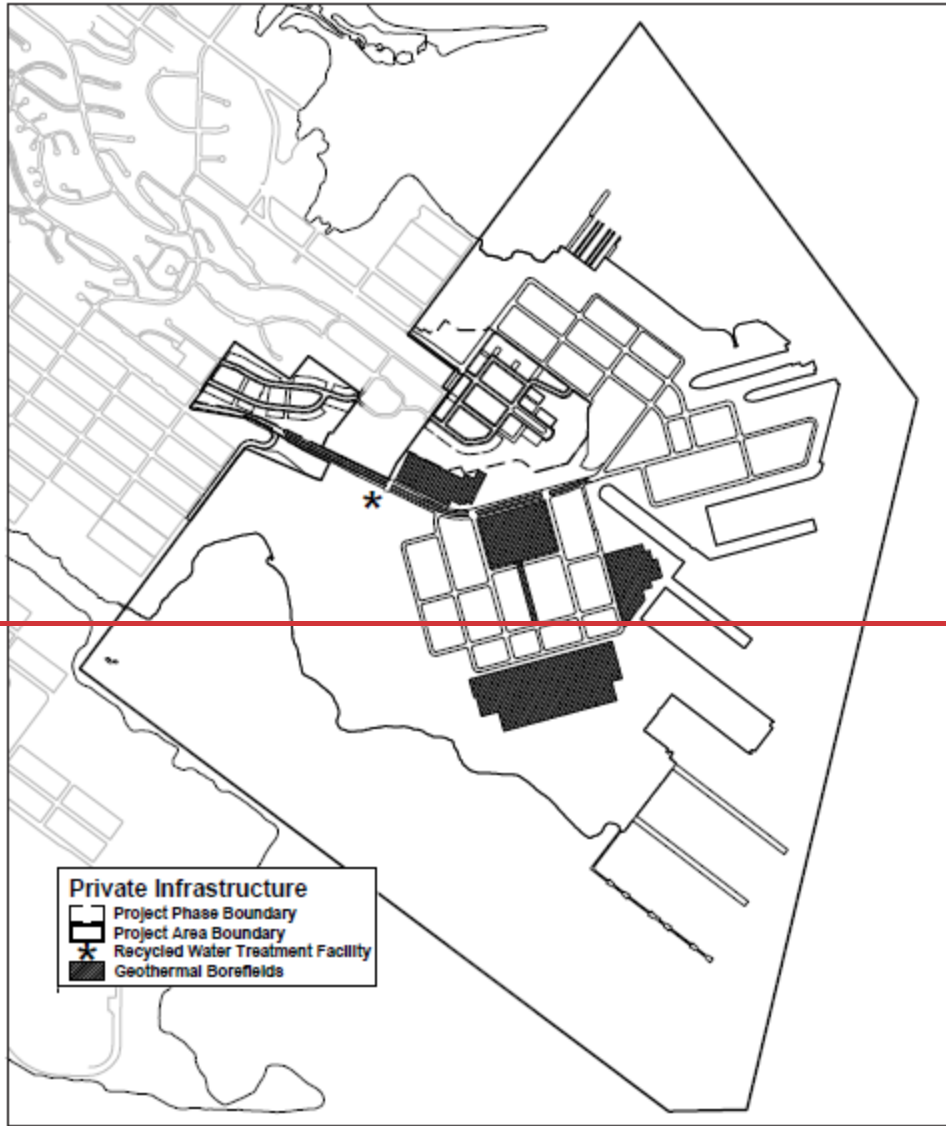 Private Infrastructure
Project Phase Boundary
Project Area Boundary
Recycled Water Treatment Facility
Geothermal Borefields